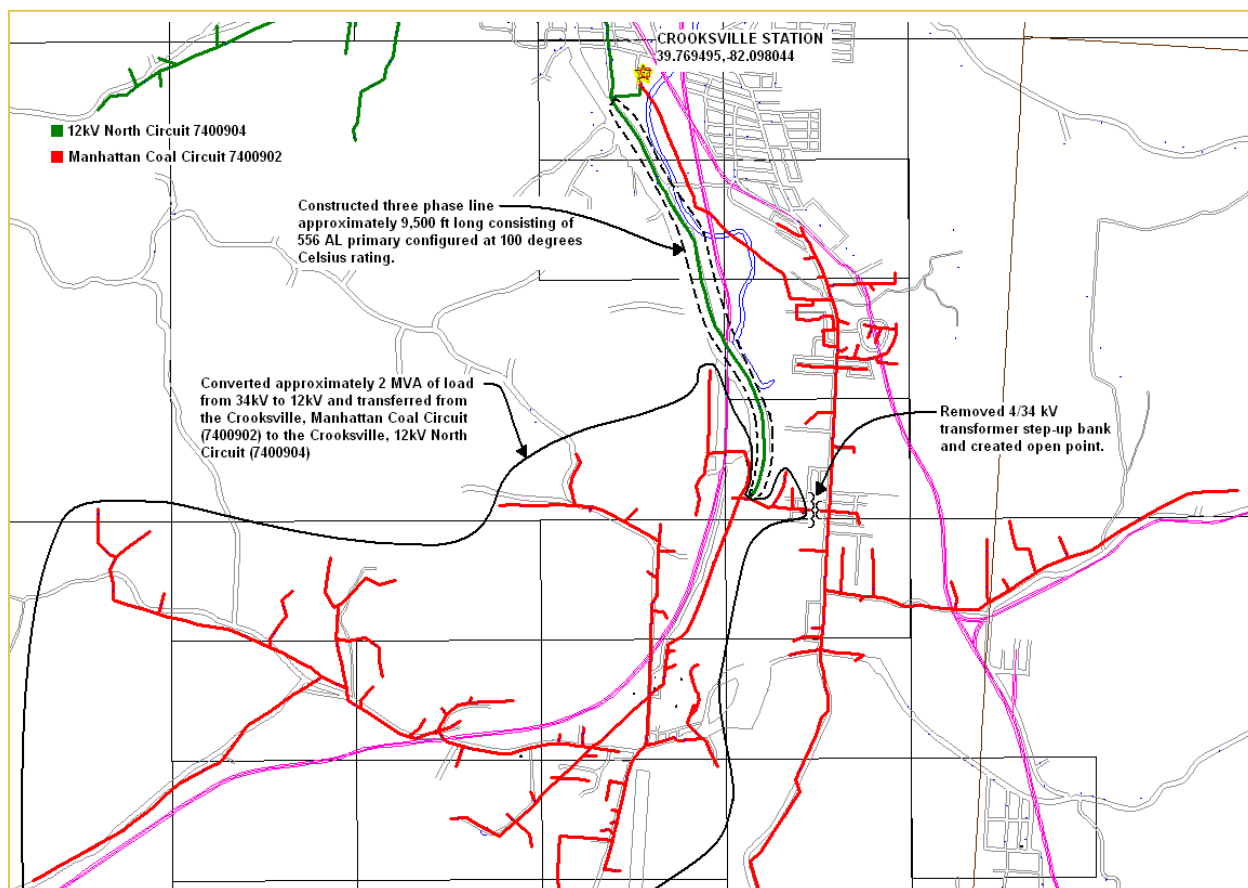 CROOKSVILLE STATION
39.769495,-82.098044
12kV North Circuit 7400904
Manhattan Coal Circuit 7400902
Constructed three phase line
approximately 9,500 ft long consisting of
556 AL primary configured at 100 degrees
Celsius rating.
Converted approximately 2 MVA of load
from 34kV to 12kV and transferred from
the Crooksville, Manhattan Coal Circuit
(7400902) to the Crooksville, 12kV North
Circuit (7400904)
Removed 4/34 kV
transformer step-up bank
and created open point.